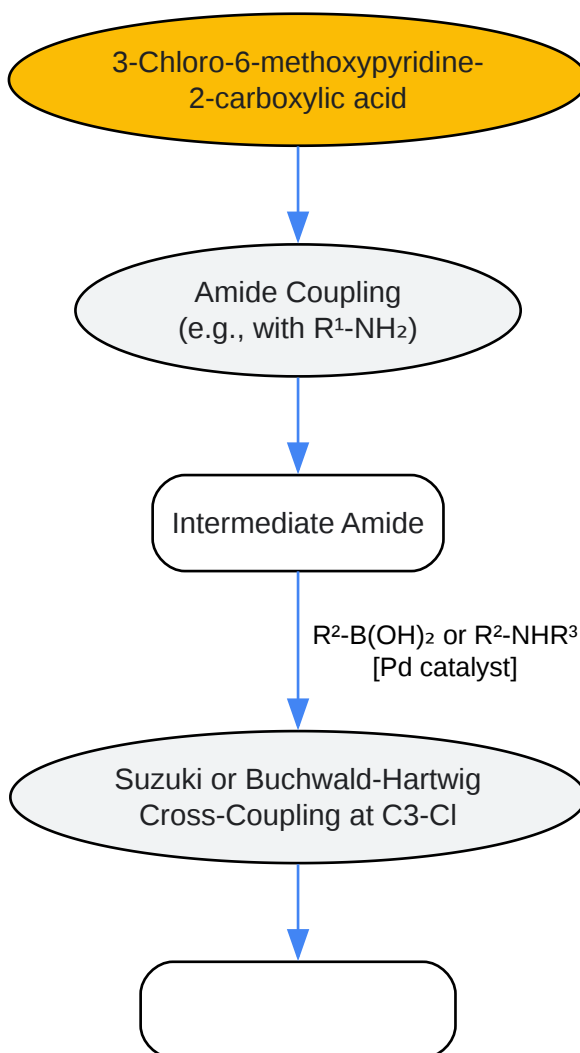 3-Chloro-6-methoxypyridine-
2-carboxylic acid
Amide Coupling
(e.g., with R¹-NH₂)
Intermediate Amide
R²-B(OH)₂ or R²-NHR³
[Pd catalyst]
Suzuki or Buchwald-Hartwig
Cross-Coupling at C3-Cl